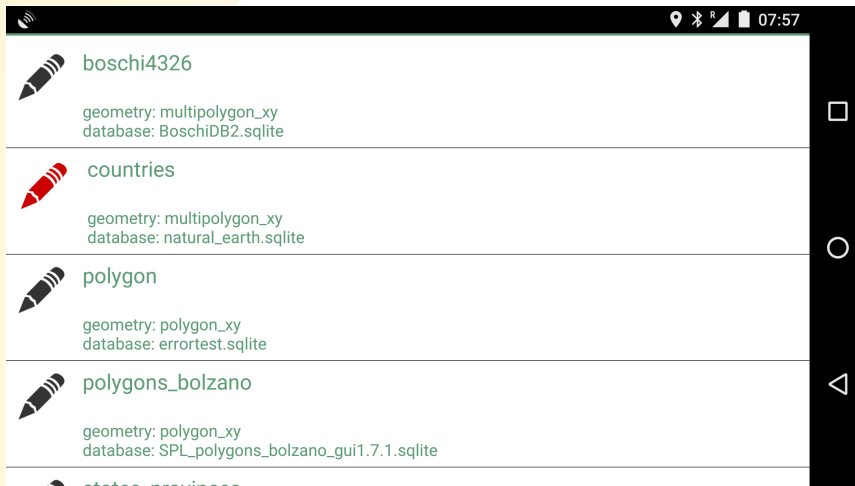 R
07:57
boschi4326
geometry: multipolygon_xy
database: BoschiDB2.sqlite
countries
geometry: multipolygon_xy
database: natural_earth.sqlite
polygon
geometry: polygon_xy
database: errortest.sqlite
polygons_bolzano
geometry: polygon_xy
database: SPL_polygons_bolzano_gui1.7.1.sqlite